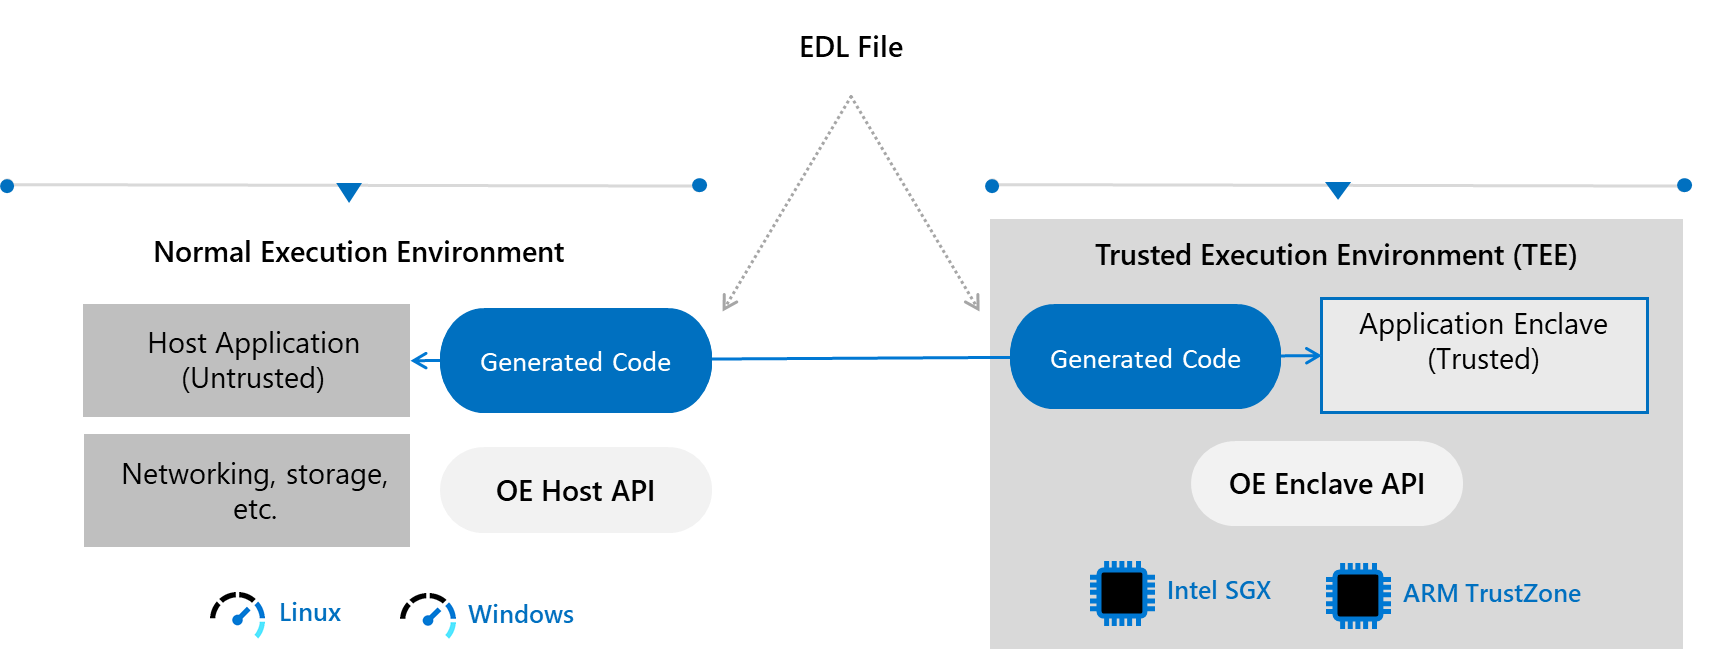 EDL File
Normal Execution Environment
Trusted Execution Environment (TEE)
Host Application
(Untrusted)
Generated Code
Generated Code
Application Enclave
(Trusted)
Networking, storage,
etc.
OE Host API
OE Enclave API
Linux
Windows
Intel SGX
ARM TrustZone